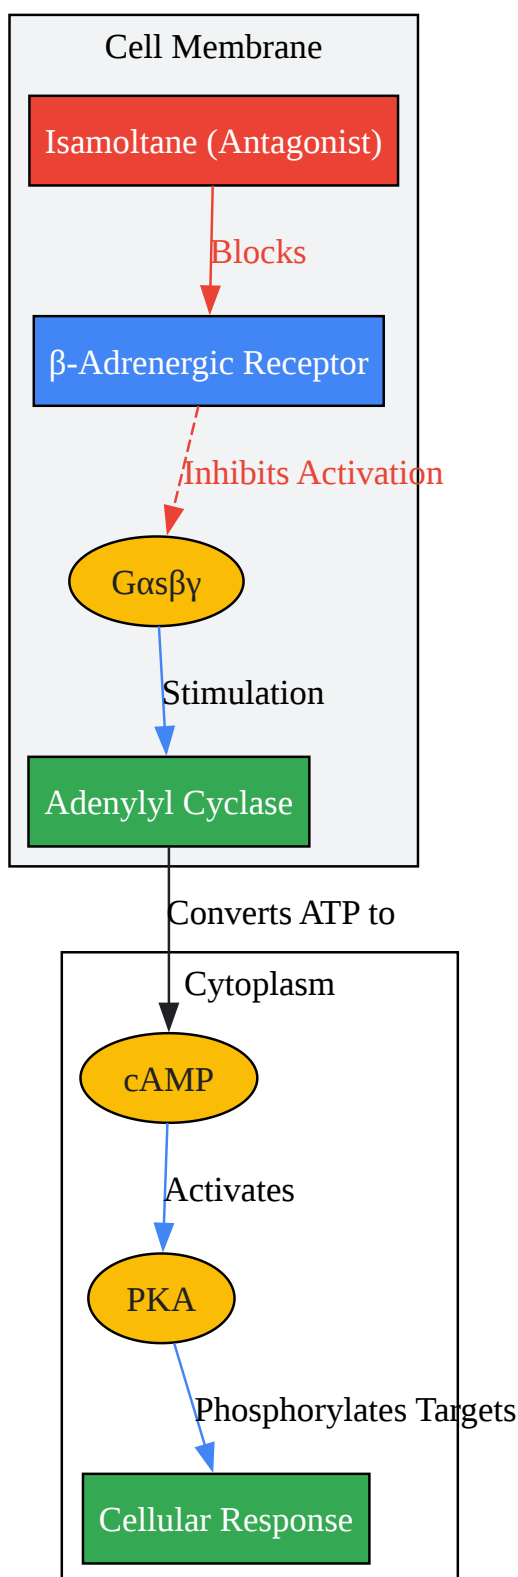 Cell Membrane
Isamoltane (Antagonist)
Blocks
β-Adrenergic Receptor
Inhibits Activation
Gαsβγ
Stimulation
Adenylyl Cyclase
Converts ATP to
Cytoplasm
cAMP
Activates
PKA
Phosphorylates Targets
Cellular Response